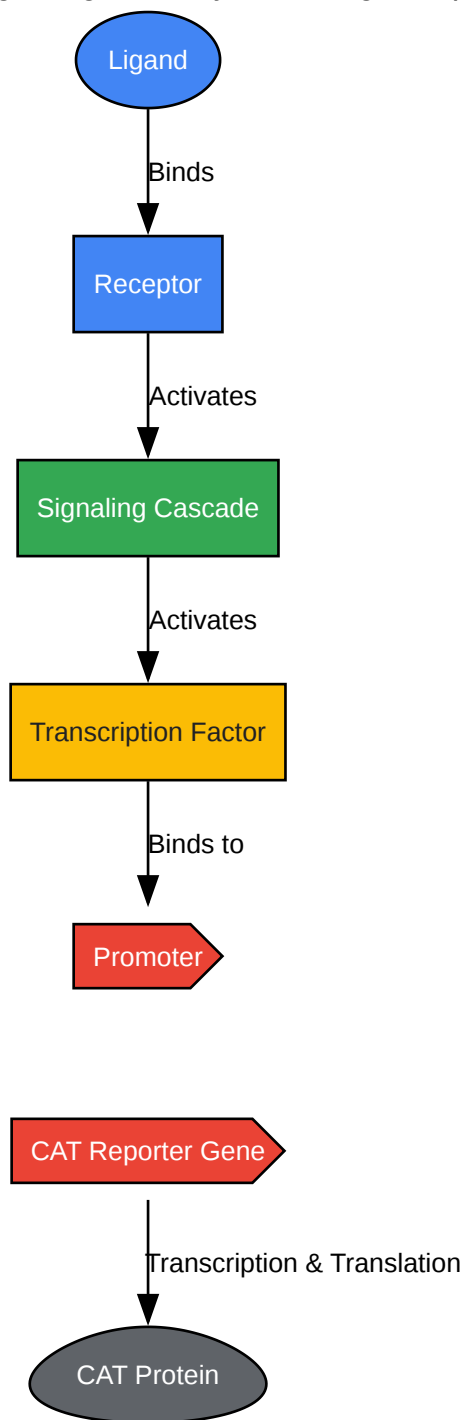 Ligand
Binds
Receptor
Activates
Signaling Cascade
Activates
Transcription Factor
Binds to
Promoter
CAT Reporter Gene
Transcription & Translation
CAT Protein